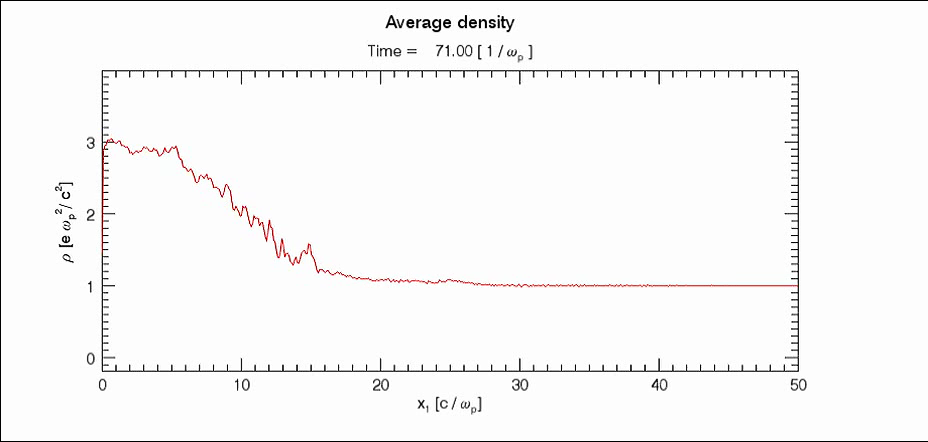 Average density
Time = 71.00 [ 1 / ωp ]
3
2
1
0
ρ [e ωp²/ c²]
0 10 20 30 40 50
x₁ [c / ωp]